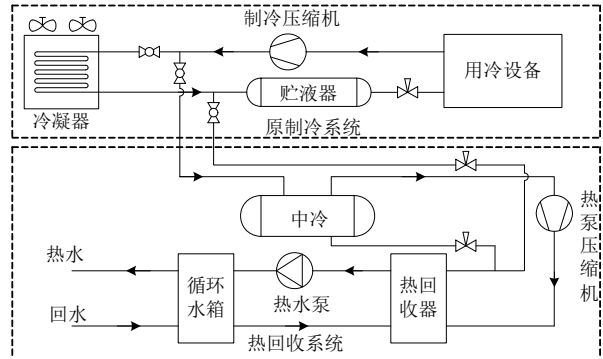 制冷压缩机
用冷设备
贮液器
冷凝器
原制冷系统
中冷
热泵压缩机
热水
循环水箱
热水泵
热回收器
回水
热回收系统